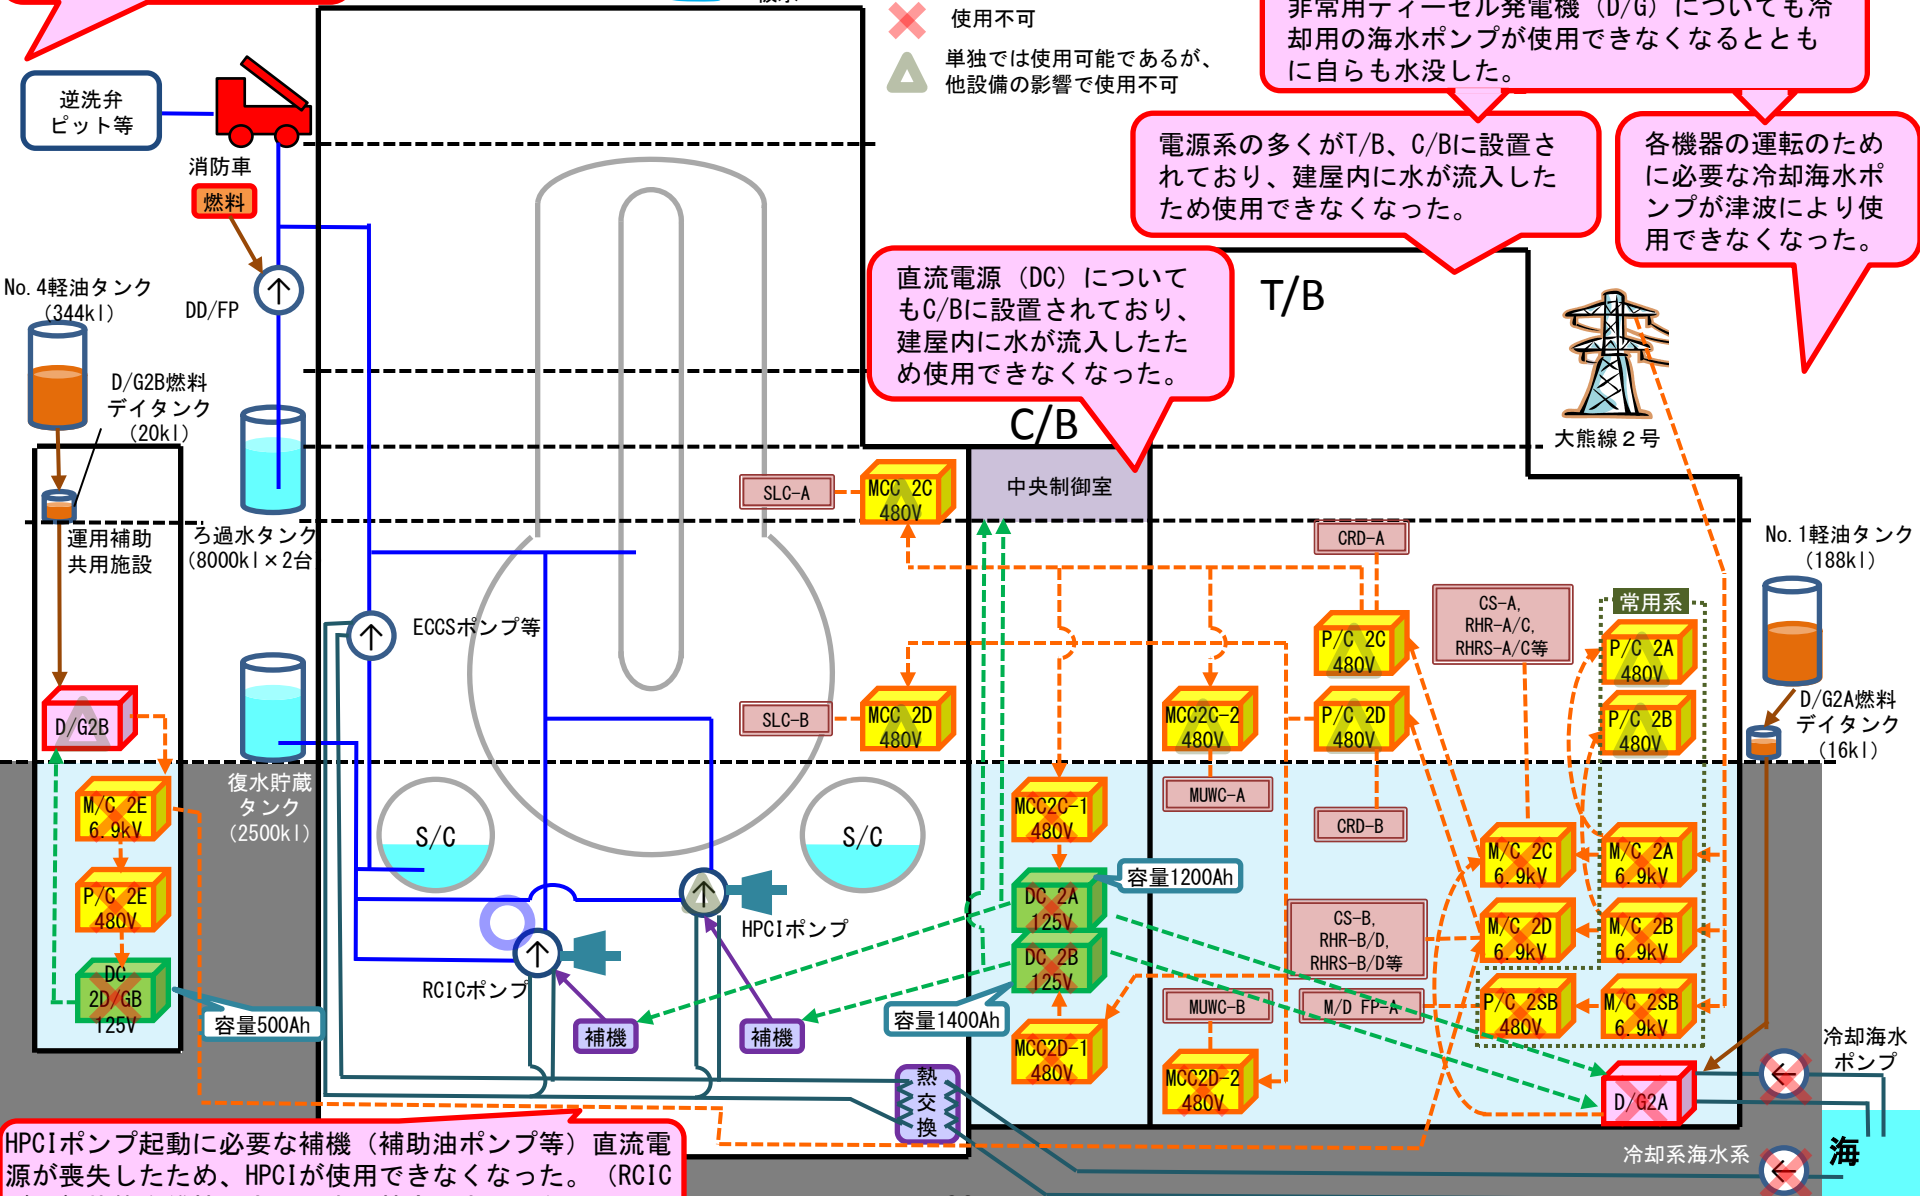 使用不可
単独では使用可能であるが、
他設備の影響で使用不可
非常用ディーゼル発電機（D/G）についても冷
却用の海水ポンプが使用できなくなるととも
に自らも水没した。
逆洗弁
ピット等
消防車
燃料
電源系の多くがT/B、C/Bに設置さ
れており、建屋内に水が流入した
ため使用できなくなった。
各機器の運転のため
に必要な冷却海水ポ
ンプが津波により使
用できなくなった。
直流電源（DC）について
もC/Bに設置されており、
建屋内に水が流入したた
め使用できなくなった。
T/B
C/B
No.4軽油タンク
(344kl)
DD/FP
D/G2B燃料
デイタンク
(20kl)
大熊線２号
中央制御室
SLC-A
MCC 2C
480V
運用補助
共用施設
ろ過水タンク
(8000kl×2台
CRD-A
No.1軽油タンク
(188kl)
ECCSポンプ等
CS-A,
RHR-A/C,
RHRS-A/C等
常用系
P/C 2C
480V
P/C 2A
480V
D/G2B
SLC-B
MCC 2D
480V
MCC2C-2
480V
P/C 2D
480V
P/C 2B
480V
D/G2A燃料
デイタンク
(16kl)
復水貯蔵
タンク
(2500kl)
M/C 2E
6.9kV
S/C
S/C
MCC2C-1
480V
MUWC-A
CRD-B
M/C 2C
6.9kV
M/C 2A
6.9kV
P/C 2E
480V
容量1200Ah
DC 2A
125V
HPCIポンプ
CS-B,
RHR-B/D,
RHRS-B/D等
M/C 2D
6.9kV
M/C 2B
6.9kV
DC
2D/GB
125V
RCICポンプ
DC 2B
125V
容量500Ah
補機
補機
容量1400Ah
MUWC-B
M/D FP-A
P/C 2SB
480V
M/C 2SB
6.9kV
MCC2D-1
480V
MCC2D-2
480V
冷却海水
ポンプ
熱
交
換
D/G2A
HPCIポンプ起動に必要な補機（補助油ポンプ等）直流電
源が喪失したため、HPCIが使用できなくなった。（RCIC
冷却系海水系
海